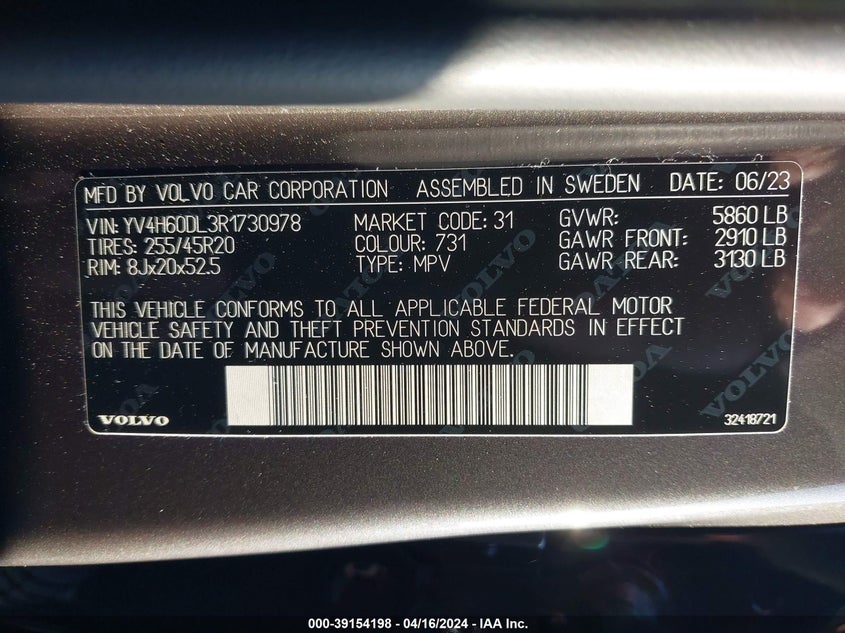 MFD BY VOLVO CAR CORPORATION ASSEMBLED IN SWEDEN DATE: 06/23
VIN: YV4H60DL3R1730978 MARKET CODE: 31 GVWR: 5860 LB
TIRES: 255/45R20 COLOUR: 731 GAWR FRONT: 2910 LB
RIM: 8Jx20x52.5 TYPE: MPV GAWR REAR: 3130 LB
THIS VEHICLE CONFORMS TO ALL APPLICABLE FEDERAL MOTOR
VEHICLE SAFETY AND THEFT PREVENTION STANDARDS IN EFFECT
ON THE DATE OF MANUFACTURE SHOWN ABOVE.
VOLVO 32418721
000-39154198 - 04/16/2024 - IAA Inc.